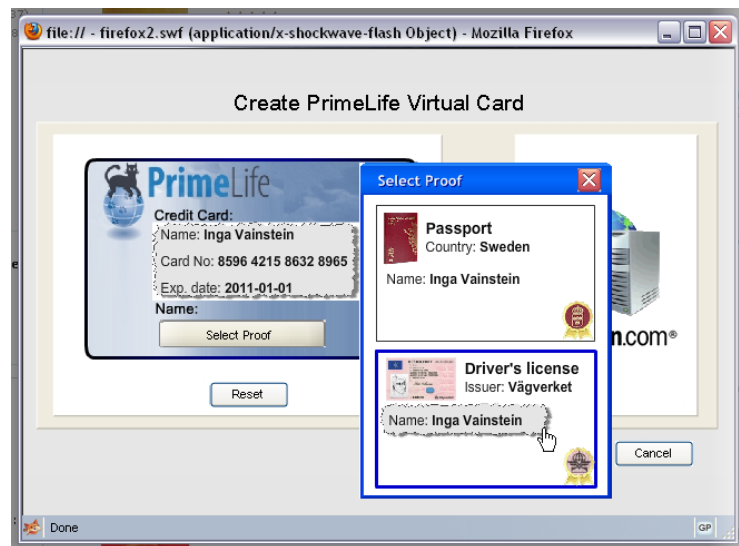 file:// - firefox2.swf (application/x-shockwave-flash Object) - Mozilla Firefox
Create PrimeLife Virtual Card
PrimeLife
Credit Card:
Name: Inga Vainstein
Card No: 8596 4215 8632 8965
Exp. date: 2011-01-01
Name:
Select Proof
Reset
Select Proof
Passport
Country: Sweden
Name: Inga Vainstein
Driver's license
Issuer: Vägverket
Name: Inga Vainstein
n.com®
Cancel
Done
GP